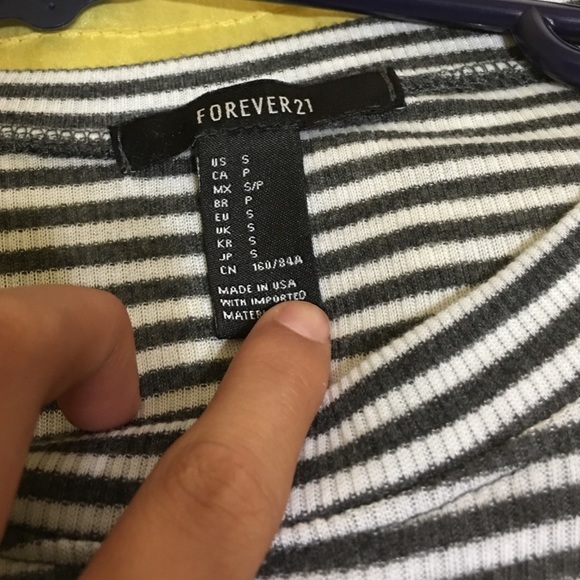 FOREVER21
US S
CA P
MX S/P
BR P
EU S
UK S
KR S
JP S
CN 160/84A
MADE IN USA
WITH IMPORTED